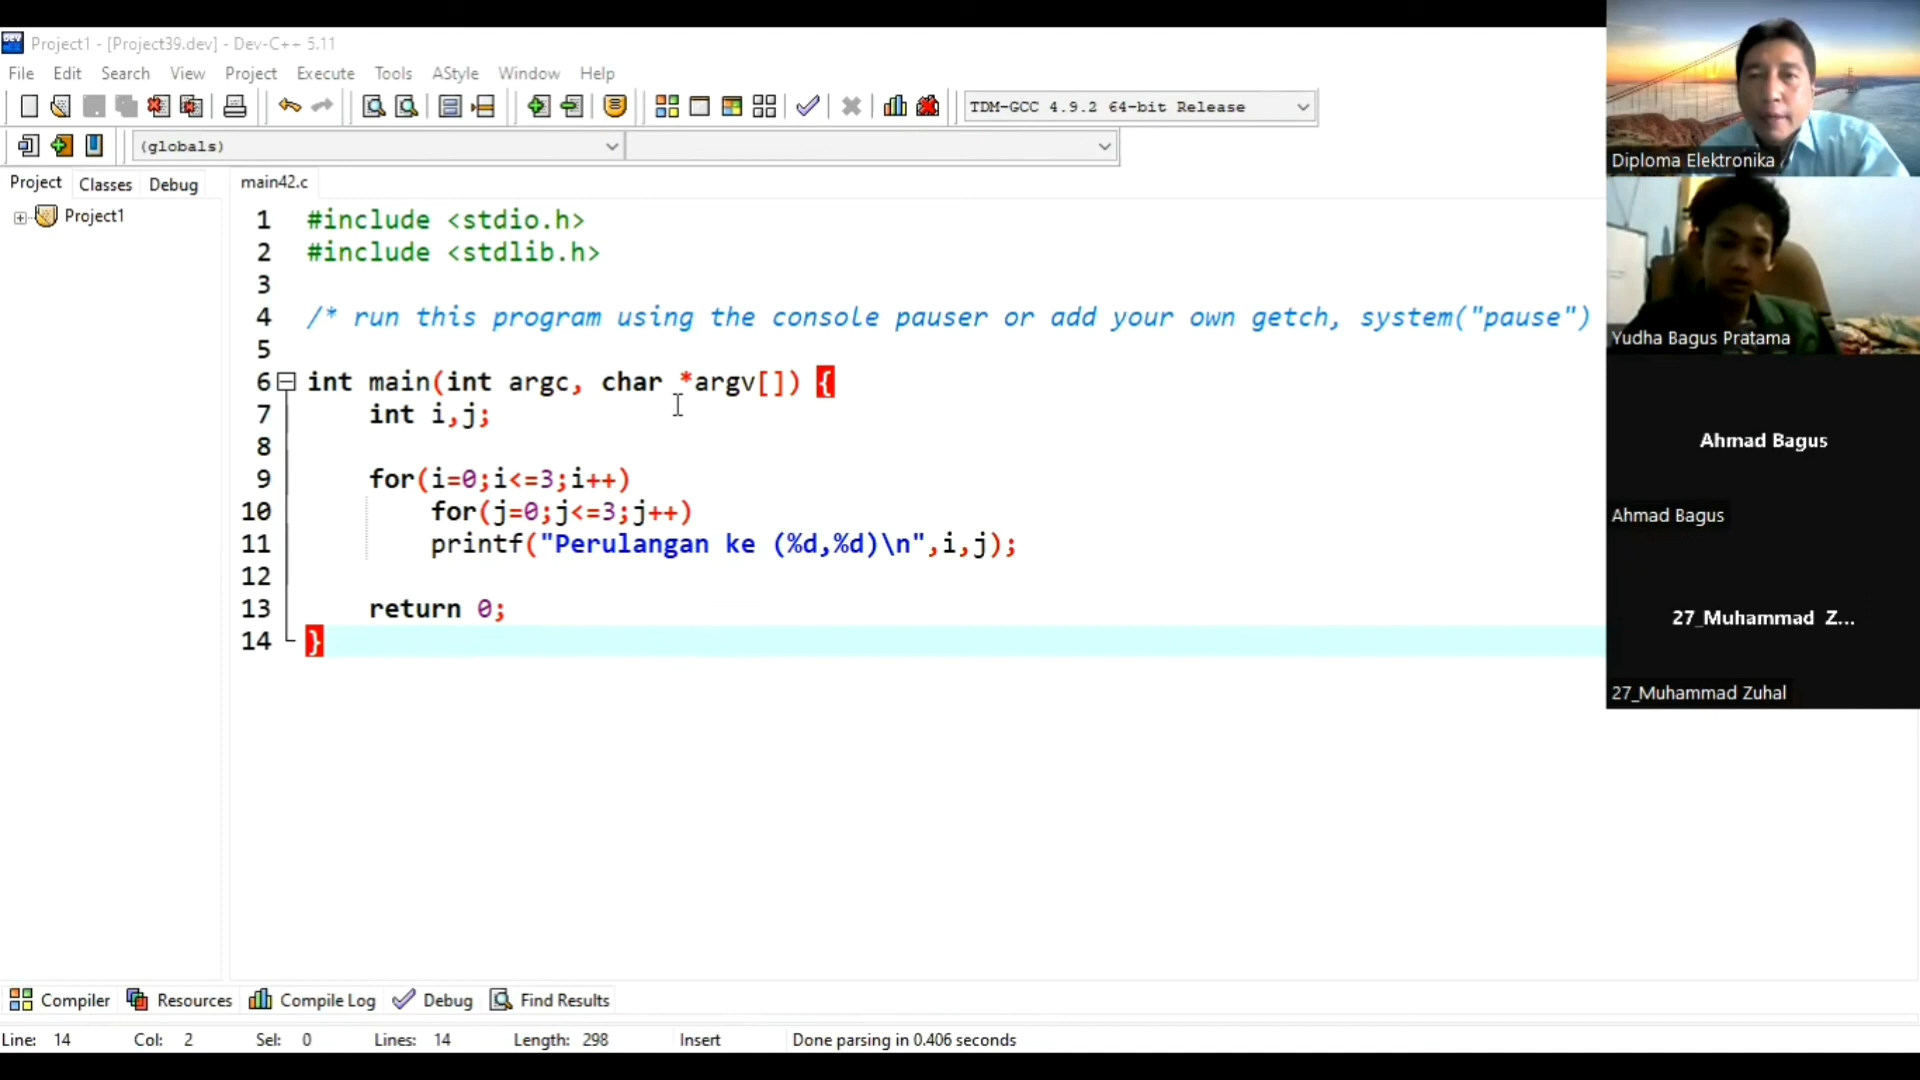 Project1 - [Project39.dev] - Dev-C++ 5.11
File Edit Search View Project Execute Tools AStyle Window Help
TDM-GCC 4.9.2 64-bit Release
(globals)
Project Classes Debug
Project1
main42.c
1 #include <stdio.h>
2 #include <stdlib.h>
3
4 /* run this program using the console pauser or add your own getch, system("pause")
5
6 int main(int argc, char *argv[]) {
7 int i,j;
8
9 for(i=0;i<=3;i++)
10 for(j=0;j<=3;j++)
11 printf("Perulangan ke (%d,%d)\n",i,j);
12
13 return 0;
14 }
Diploma Elektronika
Yudha Bagus Pratama
Ahmad Bagus
Ahmad Bagus
27_Muhammad Z...
27_Muhammad Zuhal
Compiler Resources Compile Log Debug Find Results
Line: 14 Col: 2 Sel: 0 Lines: 14 Length: 298 Insert Done parsing in 0.406 seconds